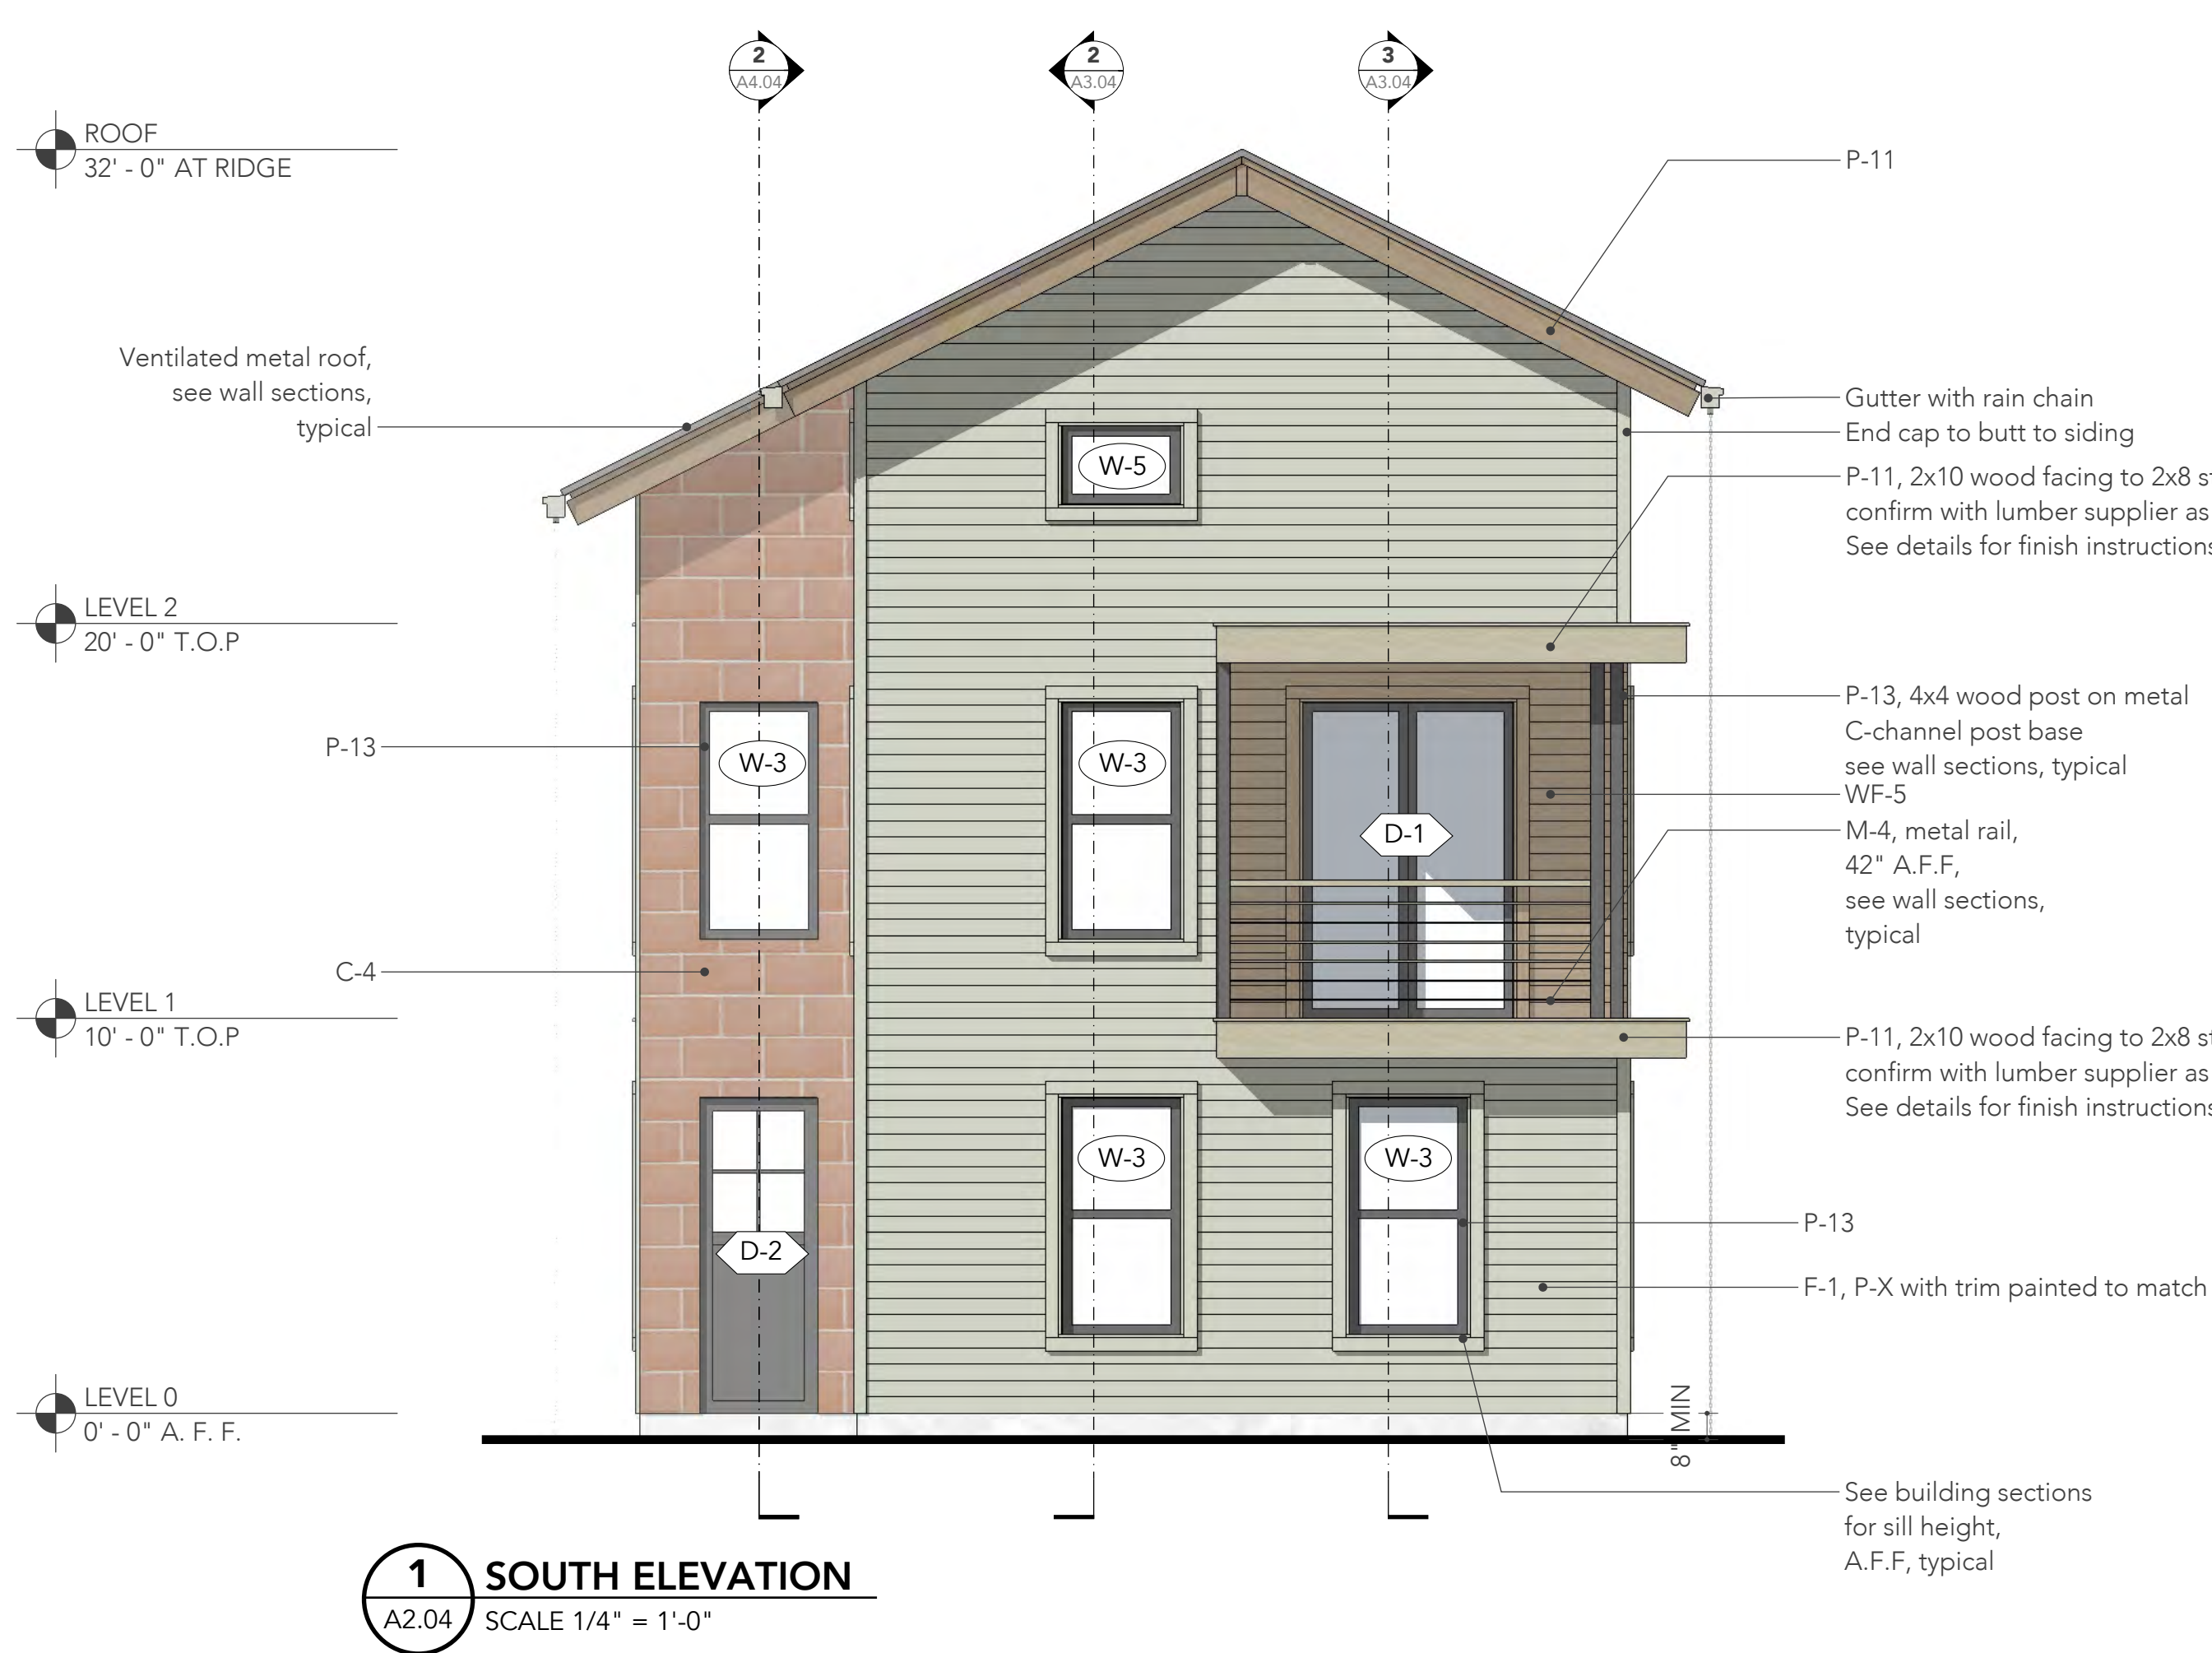 2
A4.04
2
A3.04
3
A3.04
ROOF
32' - 0" AT RIDGE
P-11
Ventilated metal roof,
see wall sections,
typical
Gutter with rain chain
End cap to butt to siding
P-11, 2x10 wood facing to 2x8
confirm with lumber supplier as
See details for finish instructions
W-5
LEVEL 2
20' - 0" T.O.P
P-13, 4x4 wood post on metal
C-channel post base
see wall sections, typical
WF-5
M-4, metal rail,
42" A.F.F,
see wall sections,
typical
P-13
W-3
W-3
D-1
C-4
LEVEL 1
10' - 0" T.O.P
P-11, 2x10 wood facing to 2x8
confirm with lumber supplier as
See details for finish instructions
W-3
W-3
P-13
D-2
F-1, P-X with trim painted to match
LEVEL 0
0' - 0" A. F. F.
8" MIN
See building sections
for sill height,
A.F.F, typical
1
A2.04
SOUTH ELEVATION
SCALE 1/4" = 1'-0"